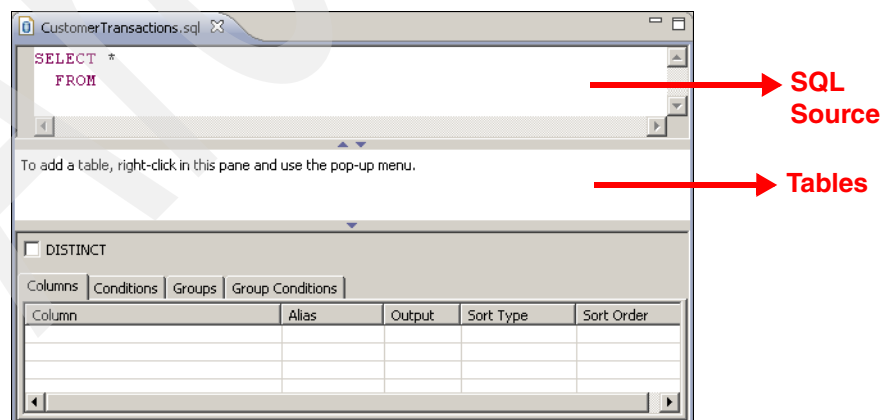 CustomerTransactions.sql
SELECT *
FROM
SQL
Source
To add a table, right-click in this pane and use the pop-up menu.
Tables
DISTINCT
Columns Conditions Groups Group Conditions
Column Alias Output Sort Type Sort Order